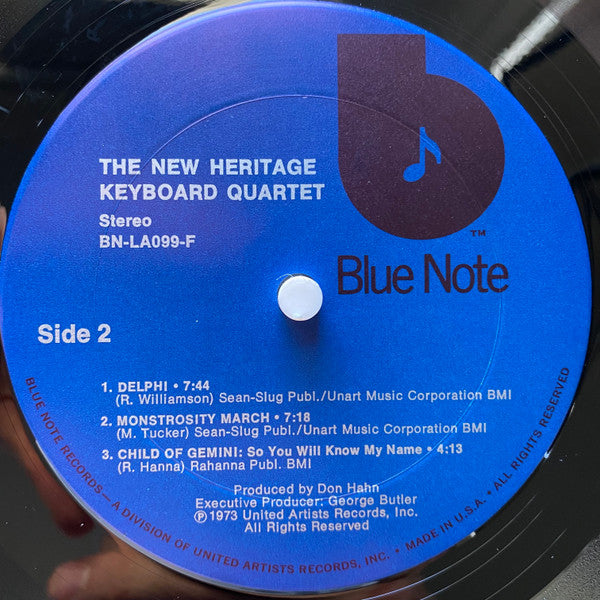 THE NEW HERITAGE
KEYBOARD QUARTET
Stereo
BN-LA099-F
TM
Blue Note
Side 2
1. DELPHI • 7:44
(R. Williamson) Sean-Slug Publ./Unart Music Corporation BMI
2. MONSTROSITY MARCH • 7:18
(M. Tucker) Sean-Slug Publ./Unart Music Corporation BMI
3. CHILD OF GEMINI: So You Will Know My Name • 4:13
(R. Hanna) Rahanna Publ. BMI
Produced by Don Hahn
Executive Producer: George Butler
Ⓟ1973 United Artists Records, Inc.
All Rights Reserved
BLUE NOTE RECORDS — A DIVISION OF UNITED ARTISTS RECORDS, INC. • MADE IN U.S.A. • ALL RIGHTS RESERVED